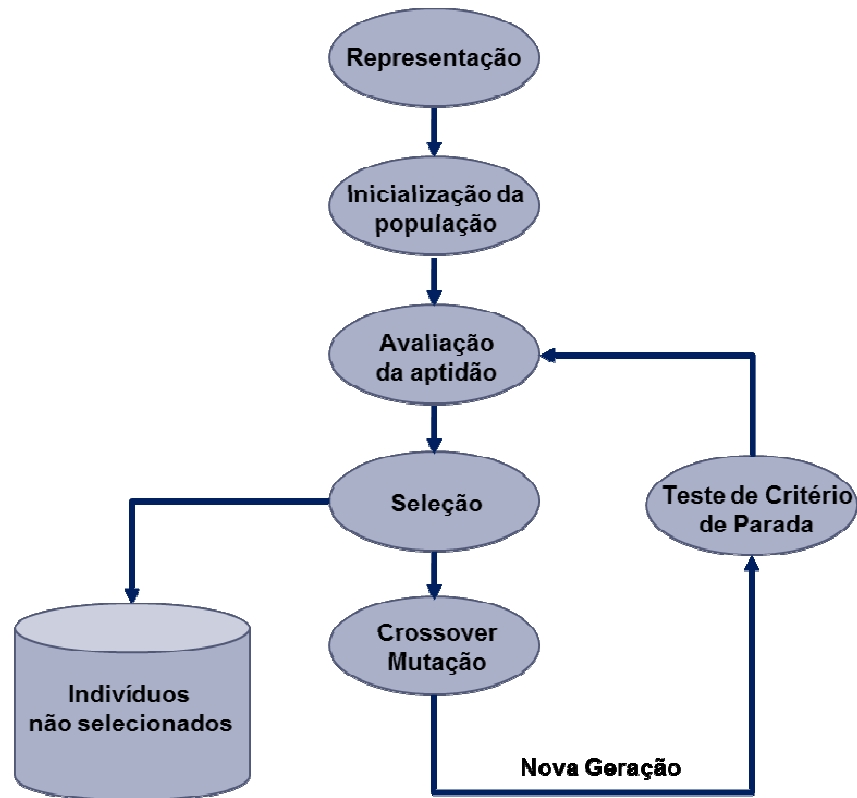 Representação
Inicialização da
população
Avaliação
da aptidão
Seleção
Teste de Critério
de Parada
Crossover
Mutação
Indivíduos
não selecionados
Nova Geração